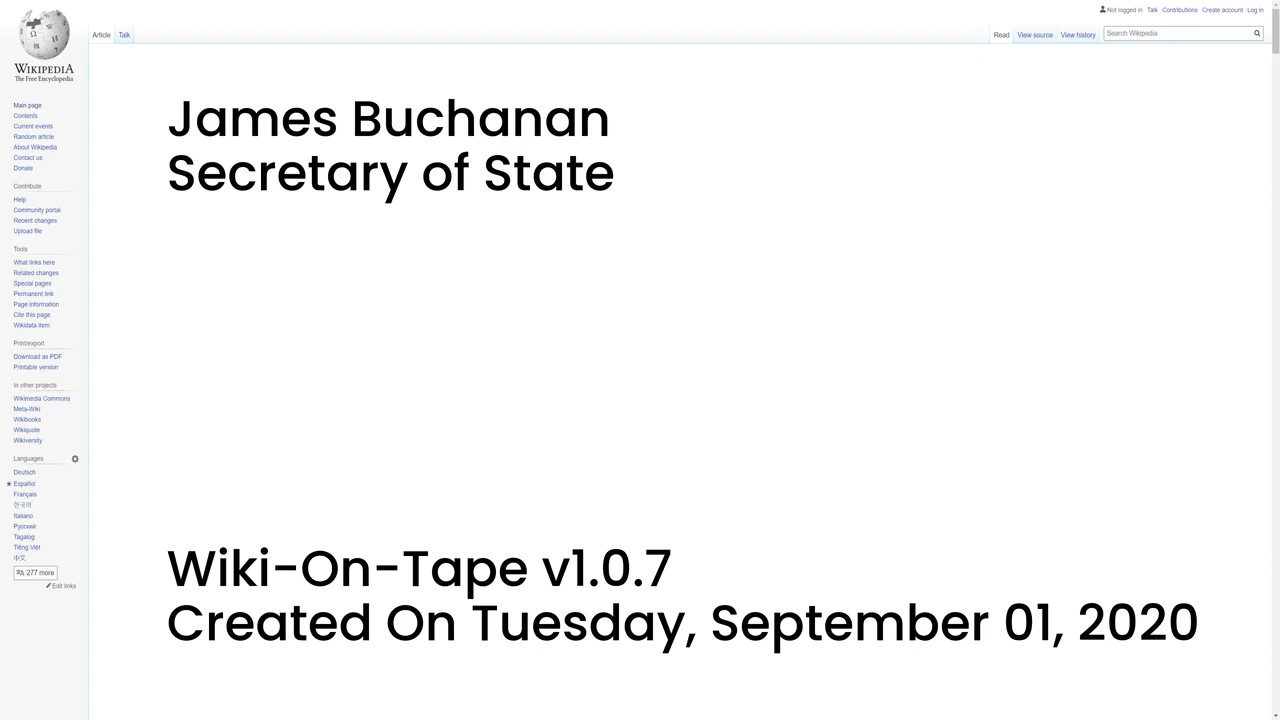 Not logged in Talk Contributions Create account Log in
Article Talk Read View source View history Search Wikipedia
WIKIPEDIA
The Free Encyclopedia
Main page
Contents
Current events
Random article
About Wikipedia
Contact us
Donate
Contribute
Help
Community portal
Recent changes
Upload file
Tools
What links here
Related changes
Special pages
Permanent link
Page information
Cite this page
Wikidata item
Print/export
Download as PDF
Printable version
In other projects
Wikimedia Commons
Meta-Wiki
Wikibooks
Wikiquote
Wikiversity
Languages
Deutsch
Español
Français
한국어
Italiano
Русский
Tagalog
Tiếng Việt
中文
277 more
Edit links
James Buchanan
Secretary of State
Wiki-On-Tape v1.0.7
Created On Tuesday, September 01, 2020